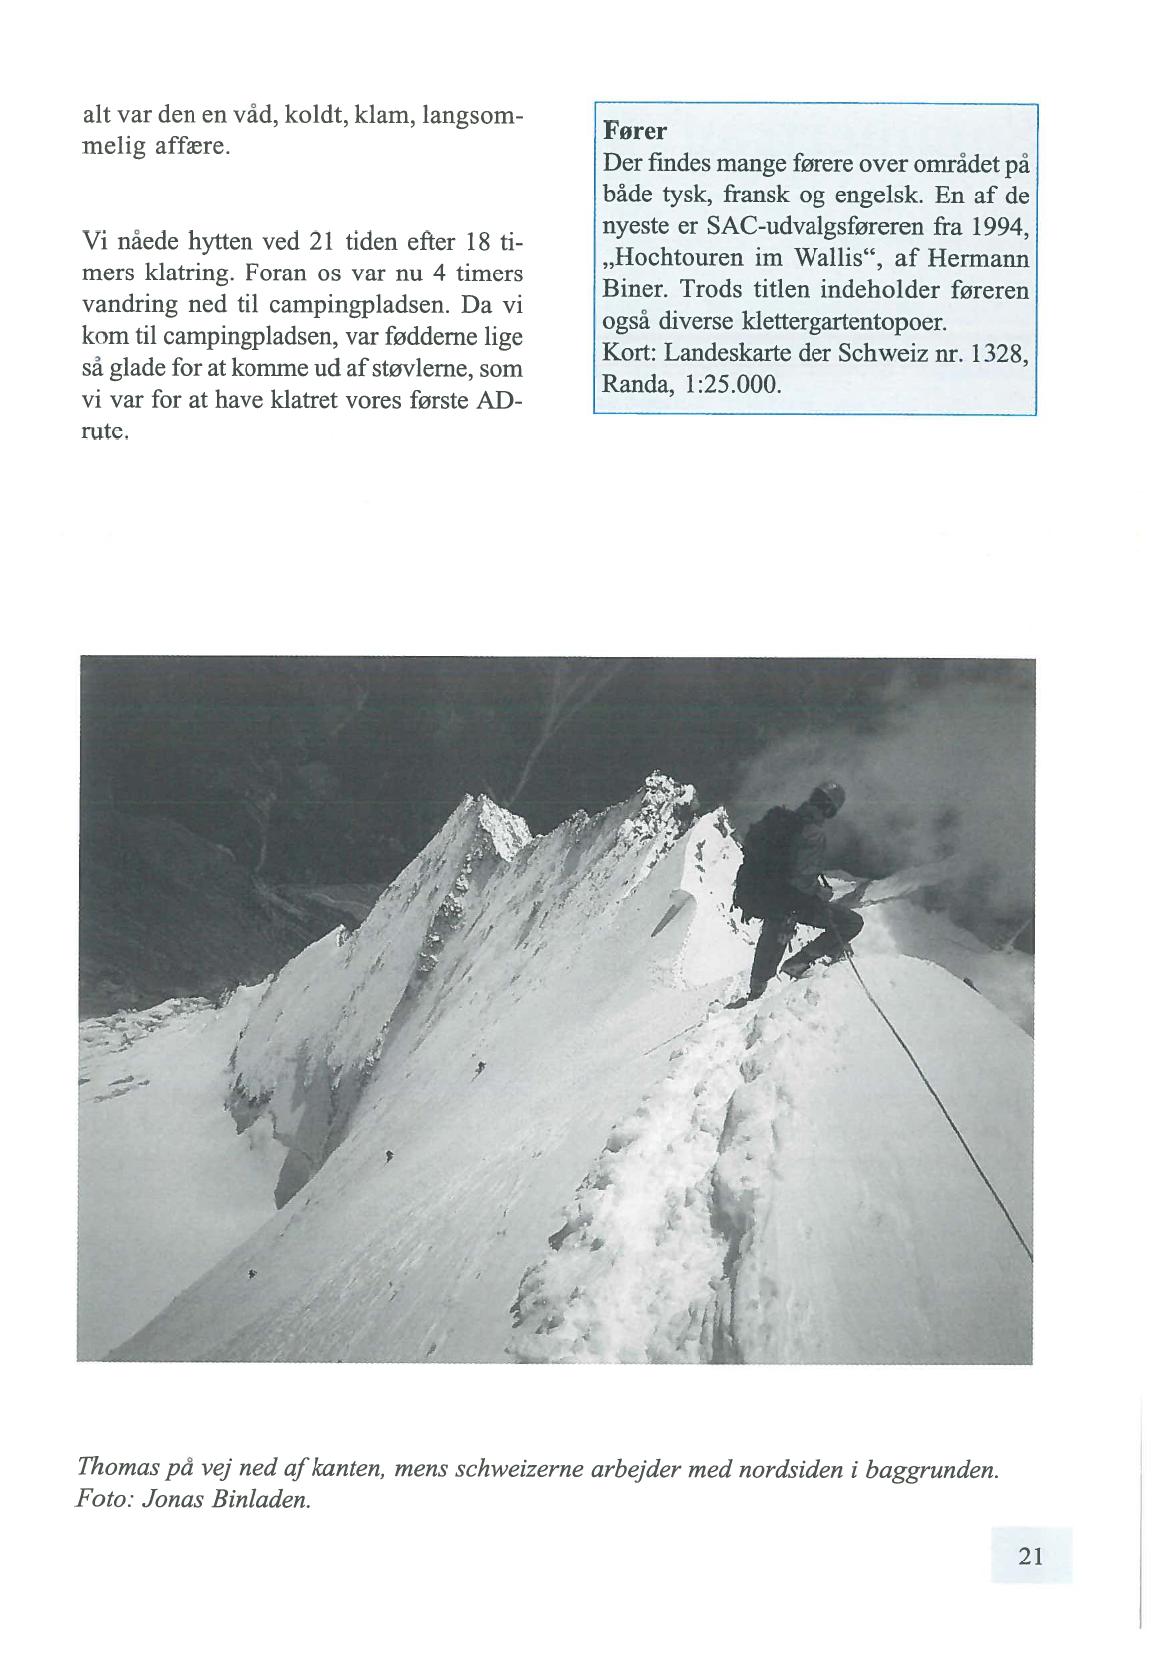 alt var den en våd, koldt, klam, langsom-
melig affære.
Vi nåede hytten ved 21 tiden efter 18 ti-
mers klatring. Foran os var nu 4 timers
vandring ned til campingpladsen. Da vi
kom til campingpladsen, var fødderne lige
så glade for at komme ud af støvlerne, som
vi var for at have klatret vores første AD-
rute.
Fører
Der findes mange førere over området på
både tysk, fransk og engelsk. En af de
nyeste er SAC-udvalgsføreren fra 1994,
„Hochtouren im Wallis“, af Hermann
Biner. Trods titlen indeholder føreren
også diverse klettergartentopoer.
Kort: Landeskarte der Schweiz nr. 1328,
Randa, 1:25.000.
Thomas på vej ned af kanten, mens schweizerne arbejder med nordsiden i baggrunden.
Foto: Jonas Binladen.
21